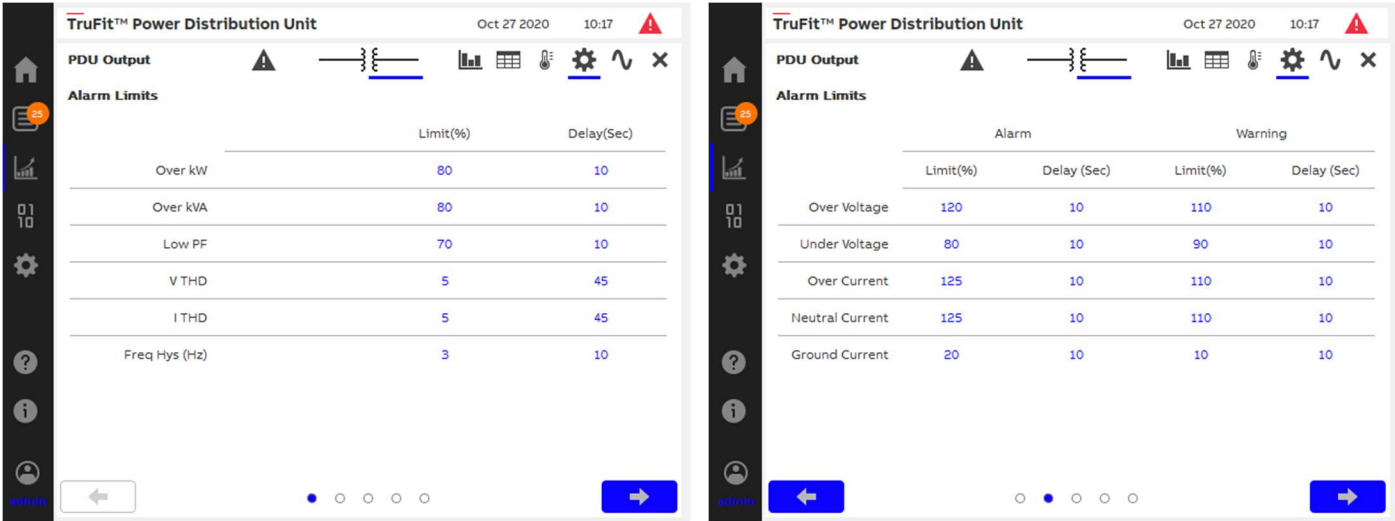 TruFit™ Power Distribution Unit Oct 27 2020 10:17
PDU Output
Alarm Limits
25
Limit(%) Delay(Sec)
Over kW 80 10
Over kVA 80 10
Low PF 70 10
V THD 5 45
I THD 5 45
Freq Hys (Hz) 3 10
admin
TruFit™ Power Distribution Unit Oct 27 2020 10:17
PDU Output
Alarm Limits
25
Alarm Warning
Limit(%) Delay (Sec) Limit(%) Delay (Sec)
Over Voltage 120 10 110 10
Under Voltage 80 10 90 10
Over Current 125 10 110 10
Neutral Current 125 10 110 10
Ground Current 20 10 10 10
admin